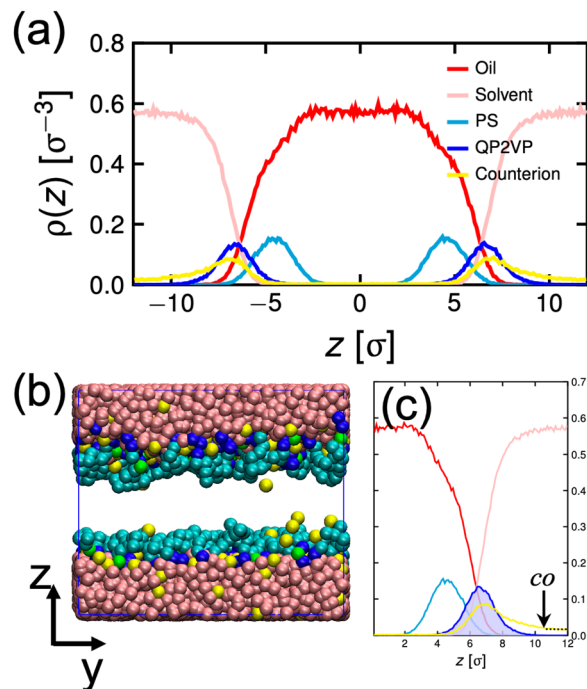 (a)
0.8
0.6
0.4
0.2
0.0
ρ(z) [σ⁻³]
Oil
Solvent
PS
QP2VP
Counterion
−10 −5 0 5 10
z [σ]
(b)
z
y
(c)
0.7
0.6
0.5
0.4
0.3
0.2
0.1
0.0
co
2 4 6 8 10 12
z [σ]